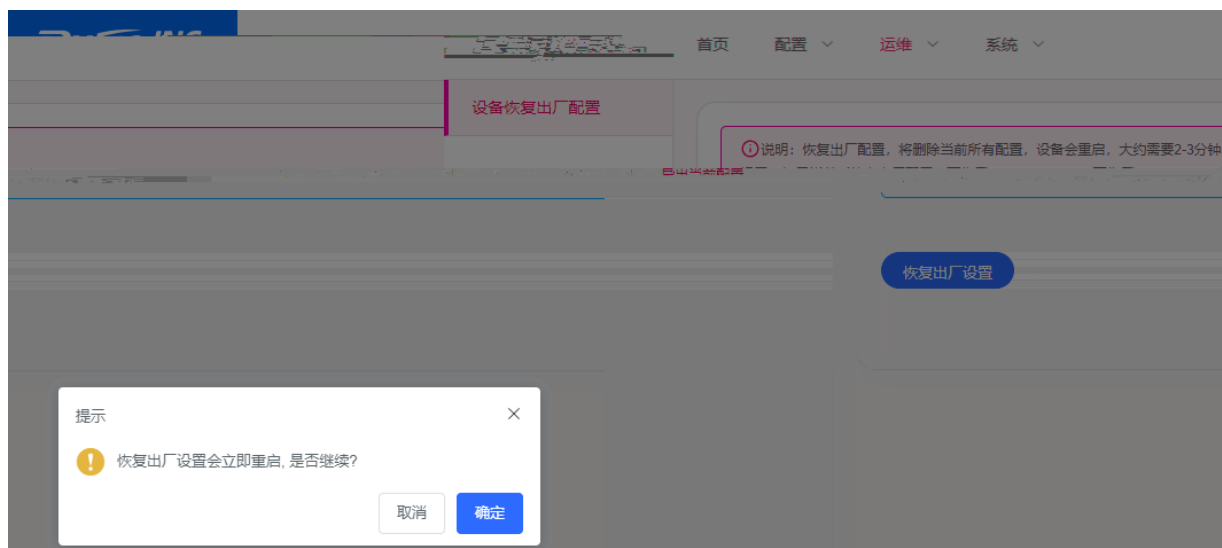 首页 配置 运维 系统
设备恢复出厂配置
说明：恢复出厂配置，将删除当前所有配置，设备会重启，大约需要2-3分钟
恢复出厂设置
提示
恢复出厂设置会立即重启, 是否继续?
取消 确定